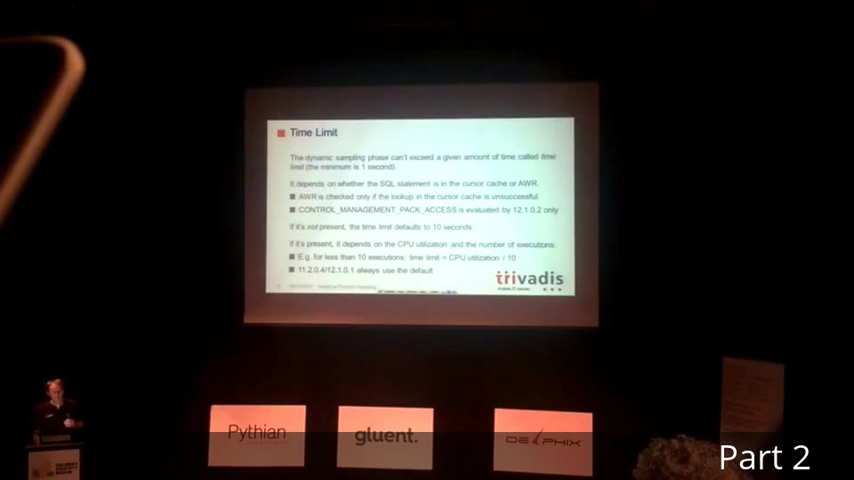 Time Limit
The dynamic sampling phase can't exceed a given amount of time called time
limit (the minimum is 1 second).
It depends on whether the SQL statement is in the cursor cache or AWR.
AWR is checked only if the lookup in the cursor cache is unsuccessful
CONTROL_MANAGEMENT_PACK_ACCESS is evaluated by 12.1.0.2 only
If it's not present, the time limit defaults to 10 seconds.
If it's present, it depends on the CPU utilization and the number of executions.
E.g. for less than 10 executions: time limit = CPU utilization / 10
11.2.0.4/12.1.0.1 always use the default
trivadis
Pythian
gluent.
DELPHIX
Part 2